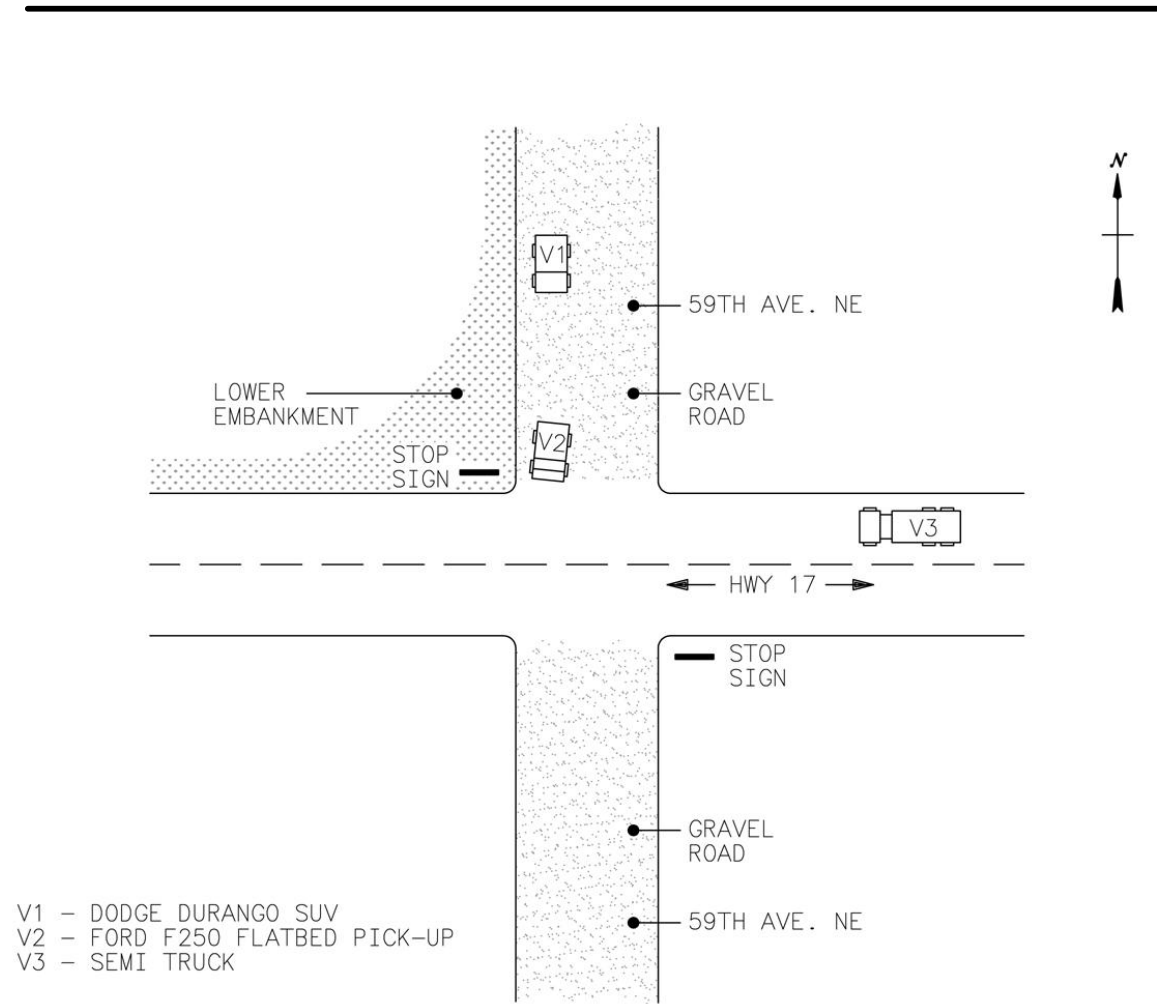 N
V1
59TH AVE. NE
LOWER
EMBANKMENT
GRAVEL
ROAD
V2
STOP
SIGN
V3
HWY 17
STOP
SIGN
GRAVEL
ROAD
59TH AVE. NE
V1 – DODGE DURANGO SUV
V2 – FORD F250 FLATBED PICK–UP
V3 – SEMI TRUCK